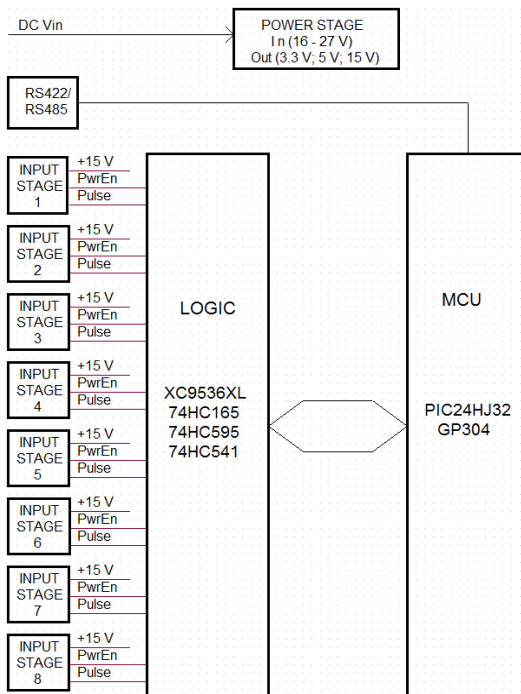 DC Vin
POWER STAGE
In (16 - 27 V)
Out (3.3 V; 5 V; 15 V)
RS422/
RS485
INPUT
STAGE
1
+15 V
PwrEn
Pulse
INPUT
STAGE
2
+15 V
PwrEn
Pulse
INPUT
STAGE
3
+15 V
PwrEn
Pulse
INPUT
STAGE
4
+15 V
PwrEn
Pulse
INPUT
STAGE
5
+15 V
PwrEn
Pulse
INPUT
STAGE
6
+15 V
PwrEn
Pulse
INPUT
STAGE
7
+15 V
PwrEn
Pulse
INPUT
STAGE
8
+15 V
PwrEn
Pulse
LOGIC
XC9536XL
74HC165
74HC595
74HC541
MCU
PIC24HJ32
GP304